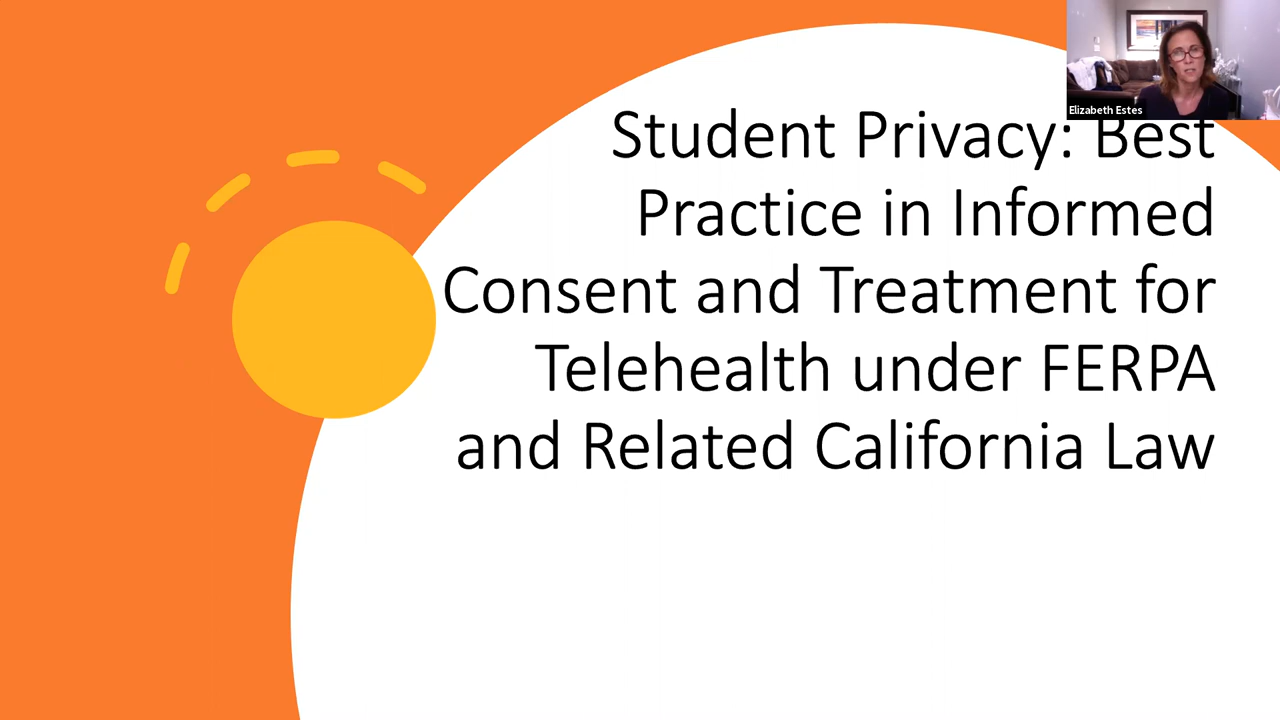 Elizabeth Estes
Student Privacy: Best
Practice in Informed
Consent and Treatment for
Telehealth under FERPA
and Related California Law